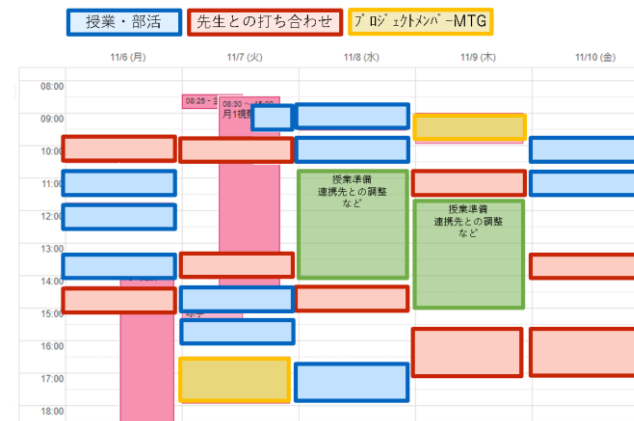 授業・部活
先生との打ち合わせ
プロジェクトメンバーMTG
11/6 (月)
11/7 (火)
11/8 (水)
11/9 (木)
11/10 (金)
08:00
08:25 -
08:30 -
月1視
09:00
10:00
11:00
授業準備
連携先との調整
など
12:00
授業準備
連携先との調整
など
13:00
14:00
15:00
16:00
17:00
18:00